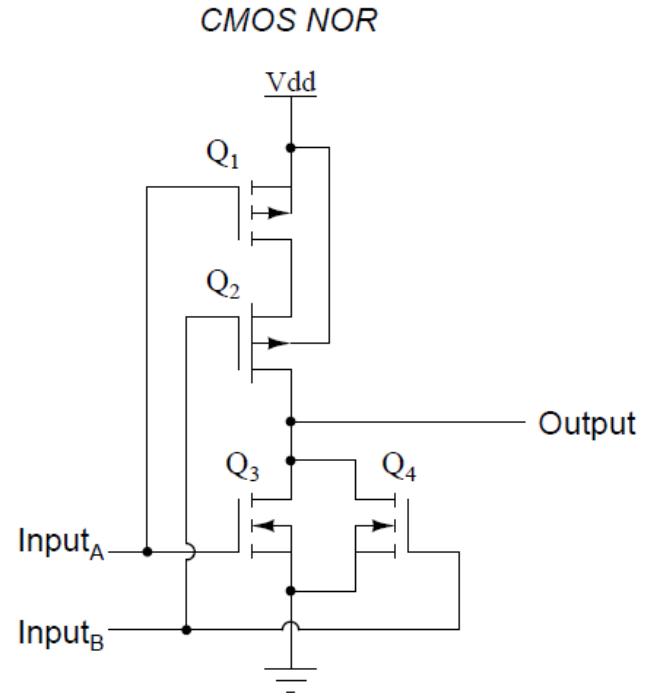 CMOS NOR
Vdd
Q1
Q2
Output
Q3 Q4
InputA
InputB